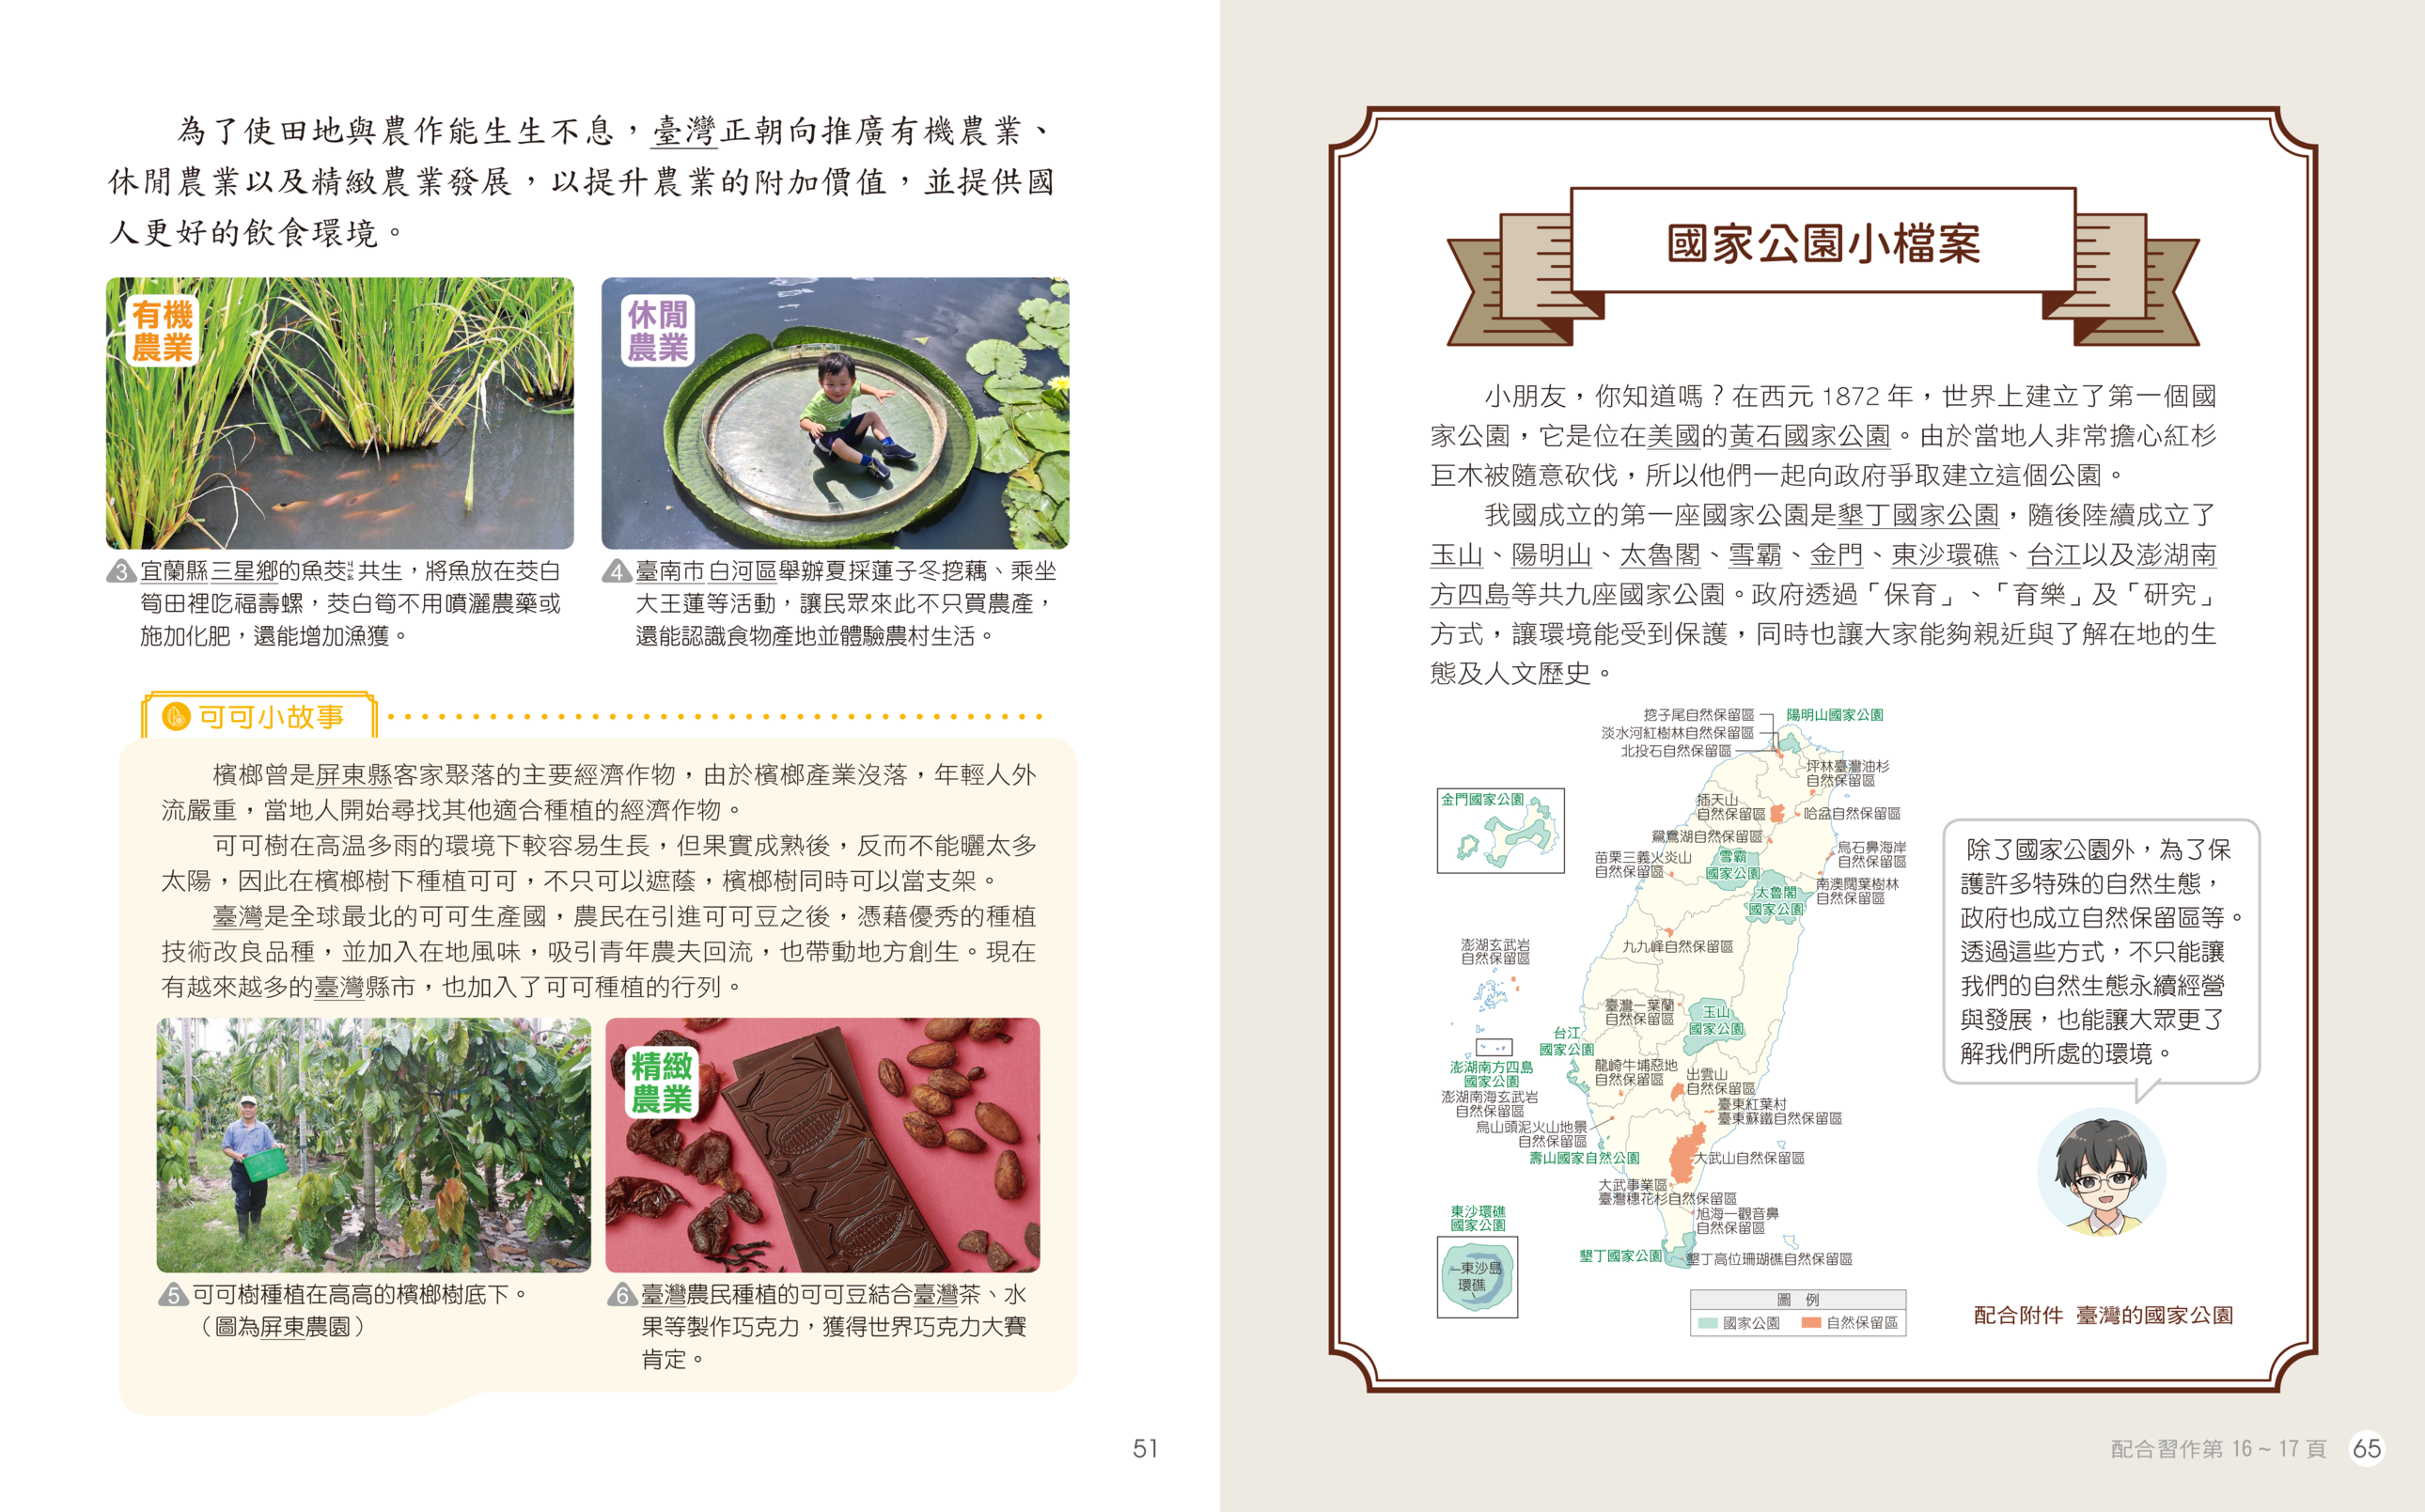 為了使田地與農作能生生不息，臺灣正朝向推廣有機農業、
休閒農業以及精緻農業發展，以提升農業的附加價值，並提供國
人更好的飲食環境。
有機
農業
休閒
農業
3 宜蘭縣三星鄉的魚茭共生，將魚放在茭白
筍田裡吃福壽螺，茭白筍不用噴灑農藥或
施加化肥，還能增加漁獲。
4 臺南市白河區舉辦夏採蓮子冬挖藕、乘坐
大王蓮等活動，讓民眾來此不只買農產，
還能認識食物產地並體驗農村生活。
可可小故事
檳榔曾是屏東縣客家聚落的主要經濟作物，由於檳榔產業沒落，年輕人外
流嚴重，當地人開始尋找其他適合種植的經濟作物。
可可樹在高溫多雨的環境下較容易生長，但果實成熟後，反而不能曬太多
太陽，因此在檳榔樹下種植可可，不只可以遮蔭，檳榔樹同時可以當支架。
臺灣是全球最北的可可生產國，農民在引進可可豆之後，憑藉優秀的種植
技術改良品種，並加入在地風味，吸引青年農夫回流，也帶動地方創生。現在
有越來越多的臺灣縣市，也加入了可可種植的行列。
精緻
農業
5 可可樹種植在高高的檳榔樹底下。
（圖為屏東農園）
6 臺灣農民種植的可可豆結合臺灣茶、水
果等製作巧克力，獲得世界巧克力大賽
肯定。
51
國家公園小檔案
小朋友，你知道嗎？在西元 1872 年，世界上建立了第一個國
家公園，它是位在美國的黃石國家公園。由於當地人非常擔心紅杉
巨木被隨意砍伐，所以他們一起向政府爭取建立這個公園。
我國成立的第一座國家公園是墾丁國家公園，隨後陸續成立了
玉山、陽明山、太魯閣、雪霸、金門、東沙環礁、台江以及澎湖南
方四島等共九座國家公園。政府透過「保育」、「育樂」及「研究」
方式，讓環境能受到保護，同時也讓大家能夠親近與了解在地的生
態及人文歷史。
挖子尾自然保留區
陽明山國家公園
淡水河紅樹林自然保留區
北投石自然保留區
坪林臺灣油杉
自然保留區
金門國家公園
插天山
自然保留區
哈盆自然保留區
鴛鴦湖自然保留區
烏石鼻海岸
自然保留區
苗栗三義火炎山
自然保留區
雪霸
國家公園
南澳闊葉樹林
自然保留區
太魯閣
國家公園
九九峰自然保留區
澎湖玄武岩
自然保留區
臺灣一葉蘭
自然保留區
玉山
國家公園
台江
國家公園
澎湖南方四島
國家公園
龍崎牛埔惡地
自然保留區
出雲山
自然保留區
澎湖南海玄武岩
自然保留區
臺東紅葉村
臺東蘇鐵自然保留區
烏山頭泥火山地景
自然保留區
壽山國家自然公園
大武山自然保留區
大武事業區
臺灣穗花杉自然保留區
旭海－觀音鼻
自然保留區
東沙環礁
國家公園
東沙島
環礁
墾丁國家公園
墾丁高位珊瑚礁自然保留區
圖 例
國家公園
自然保留區
除了國家公園外，為了保
護許多特殊的自然生態，
政府也成立自然保留區等。
透過這些方式，不只能讓
我們的自然生態永續經營
與發展，也能讓大眾更了
解我們所處的環境。
配合附件 臺灣的國家公園
配合習作第 16 ~ 17 頁
65